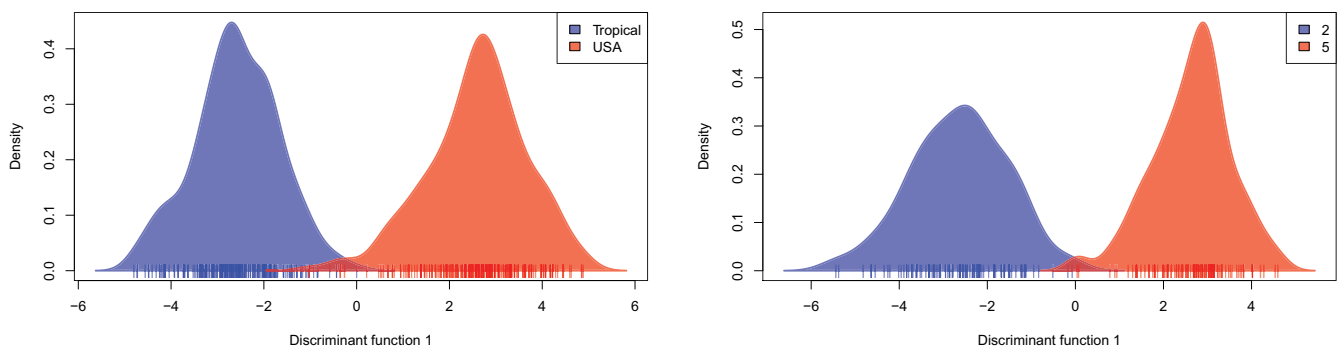 Tropical
USA
Density
0.0
0.1
0.2
0.3
0.4
−6 −4 −2 0 2 4 6
Discriminant function 1
2
5
Density
0.0
0.1
0.2
0.3
0.4
0.5
−6 −4 −2 0 2 4
Discriminant function 1